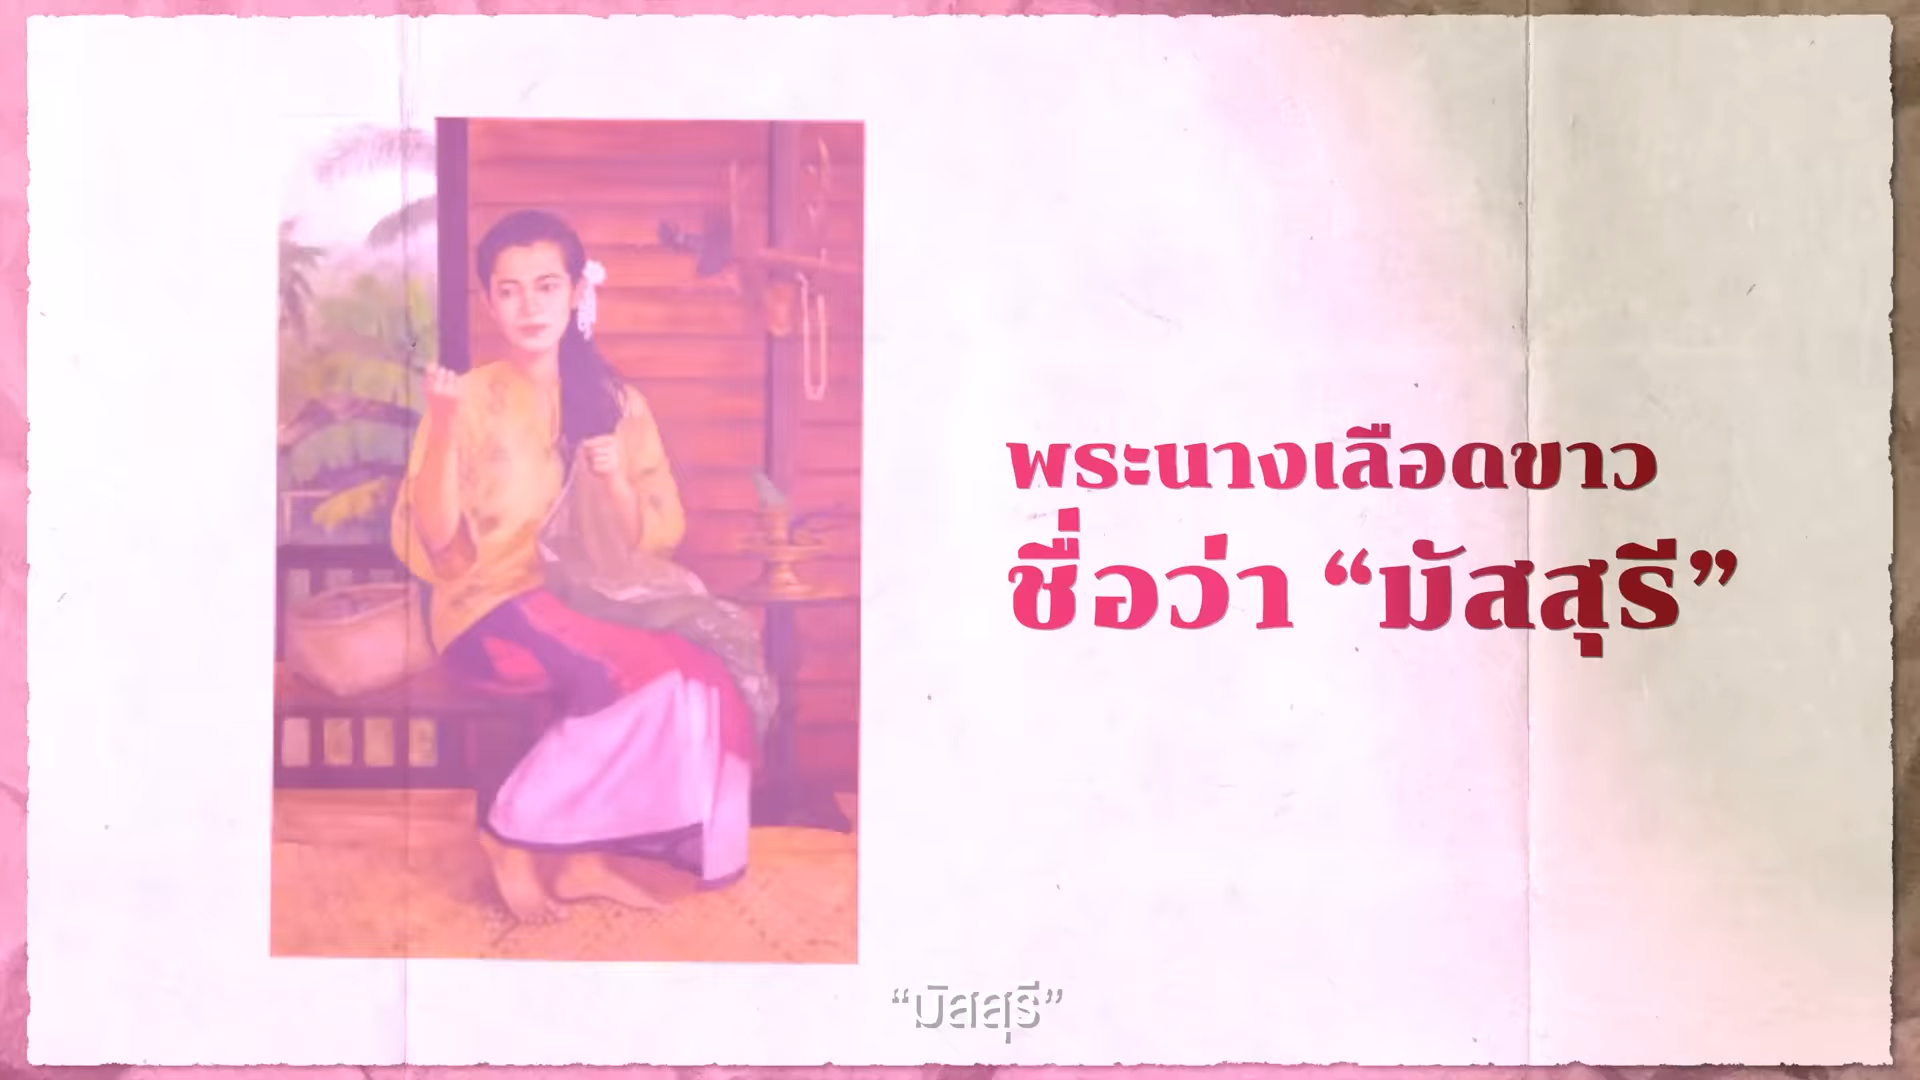 พระนางเลือดขาว
ชื่อว่า “มัสสุรี”
“มัสสุรี”